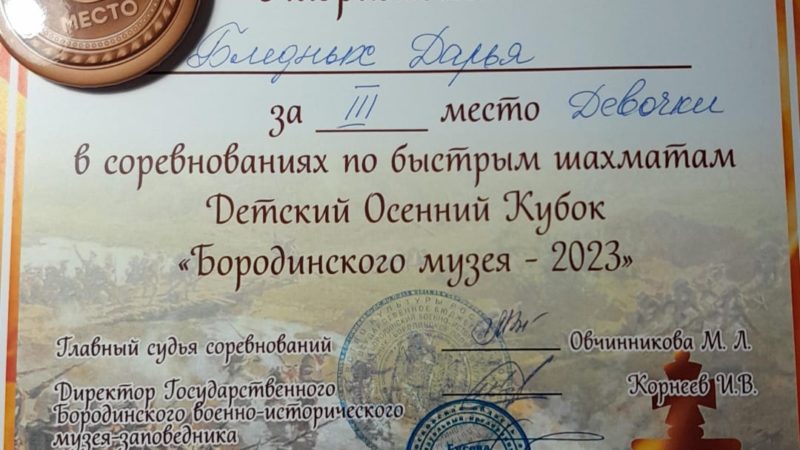 МЕСТО
Бледных Дарья
за III место Девочки
в соревнованиях по быстрым шахматам
Детский Осенний Кубок
«Бородинского музея - 2023»
Главный судья соревнований Овчинникова М. Л.
Директор Государственного Корнеев И.В.
Бородинского военно-исторического
музея-заповедника